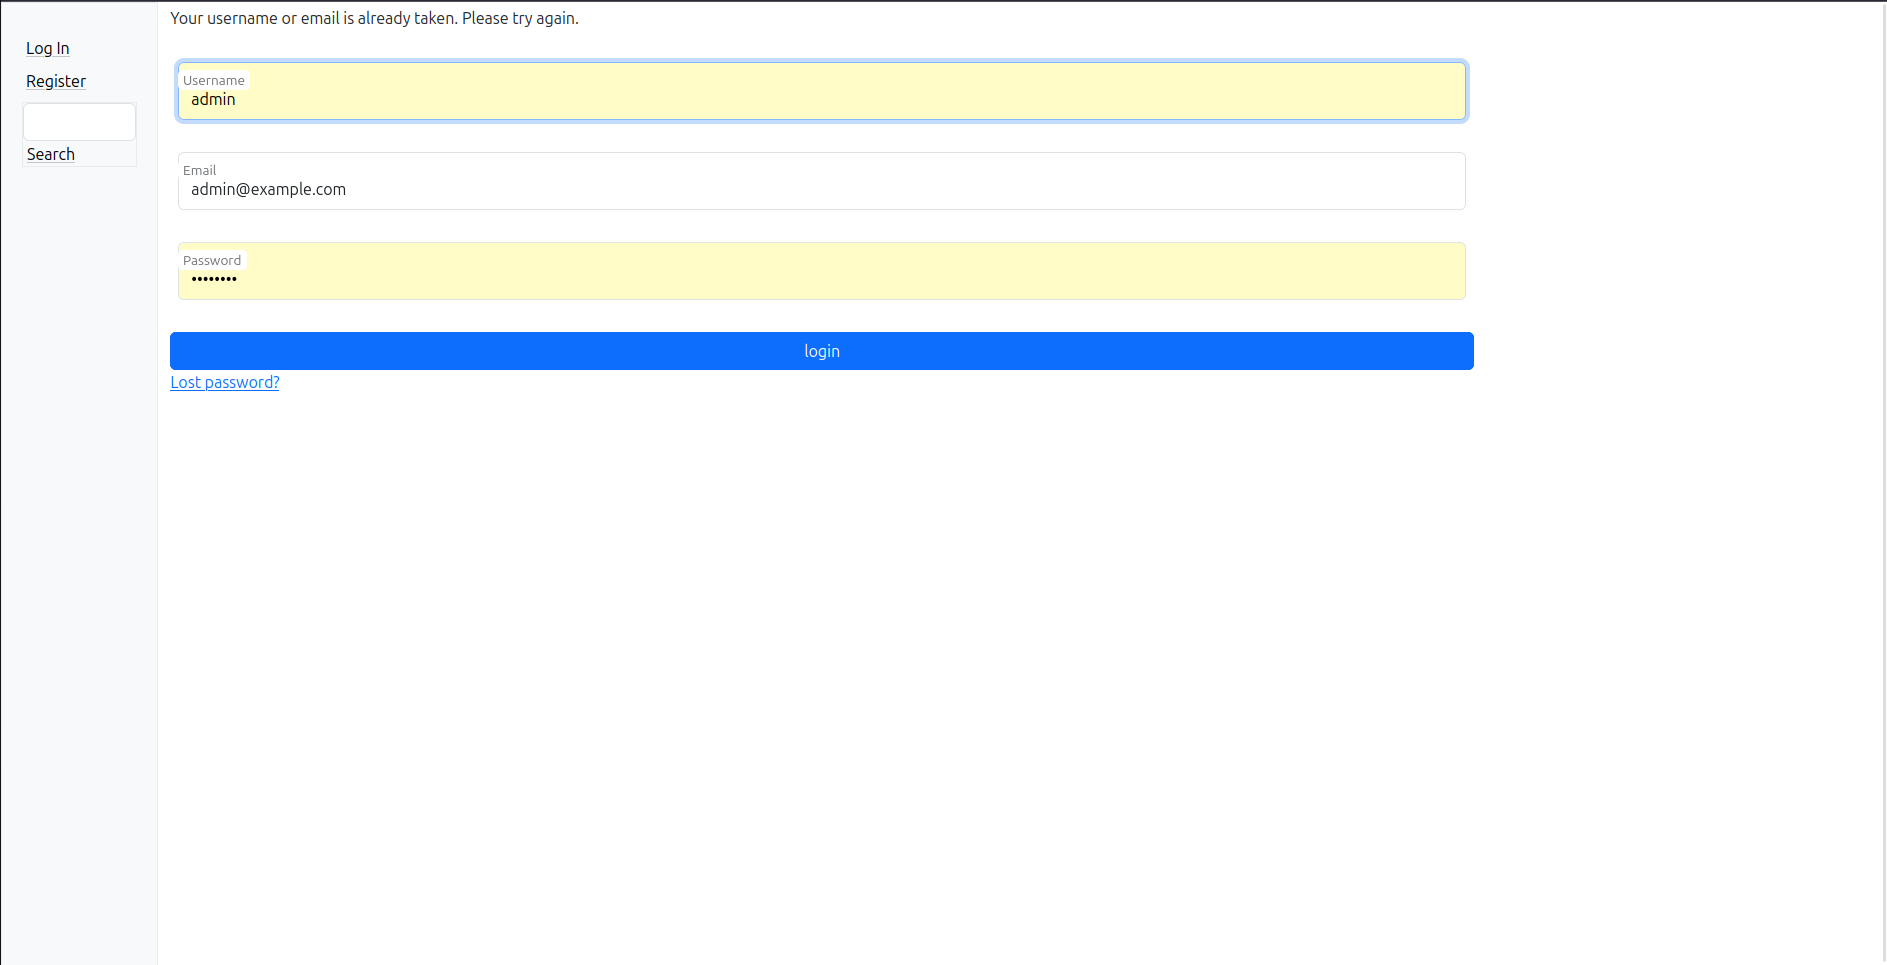 Log In
Register
Search
Your username or email is already taken. Please try again.
Username
admin
Email
admin@example.com
Password
••••••••
login
Lost password?